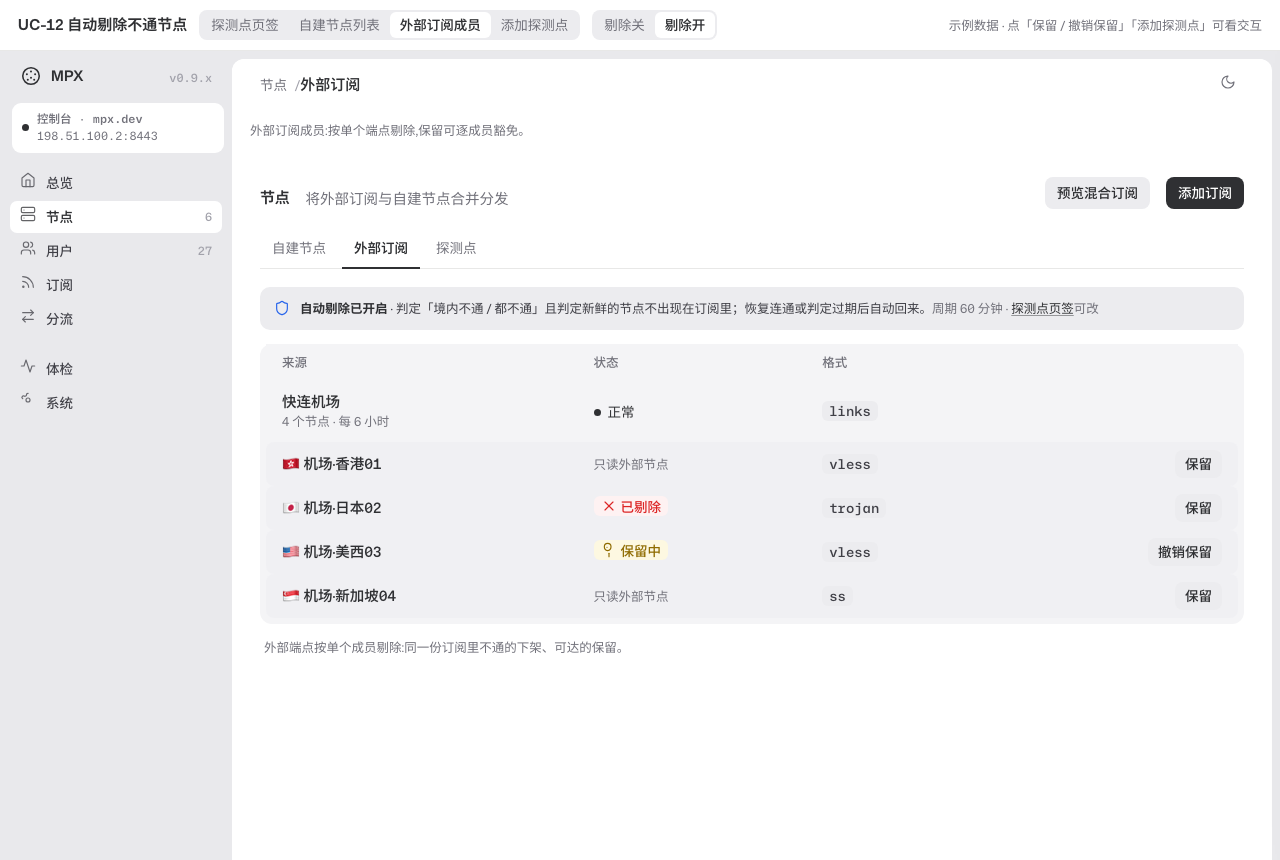 UC-12 自动剔除不通节点 探测点页签 自建节点列表 外部订阅成员 添加探测点 剔除关 剔除开 示例数据 · 点「保留 / 撤销保留」「添加探测点」可看交互
MPX v0.9.x
控制台 · mpx.dev
198.51.100.2:8443
总览
节点 6
用户 27
订阅
分流
体检
系统
节点 /外部订阅
外部订阅成员:按单个端点剔除,保留可逐成员豁免。
节点 将外部订阅与自建节点合并分发 预览混合订阅 添加订阅
自建节点 外部订阅 探测点
自动剔除已开启 · 判定「境内不通 / 都不通」且判定新鲜的节点不出现在订阅里；恢复连通或判定过期后自动回来。周期 60 分钟 · 探测点页签可改
来源 状态 格式
快连机场 正常 links
4 个节点 · 每 6 小时
🇭🇰 机场·香港01 只读外部节点 vless 保留
🇯🇵 机场·日本02 已剔除 trojan 保留
🇺🇸 机场·美西03 保留中 vless 撤销保留
🇸🇬 机场·新加坡04 只读外部节点 ss 保留
外部端点按单个成员剔除:同一份订阅里不通的下架、可达的保留。